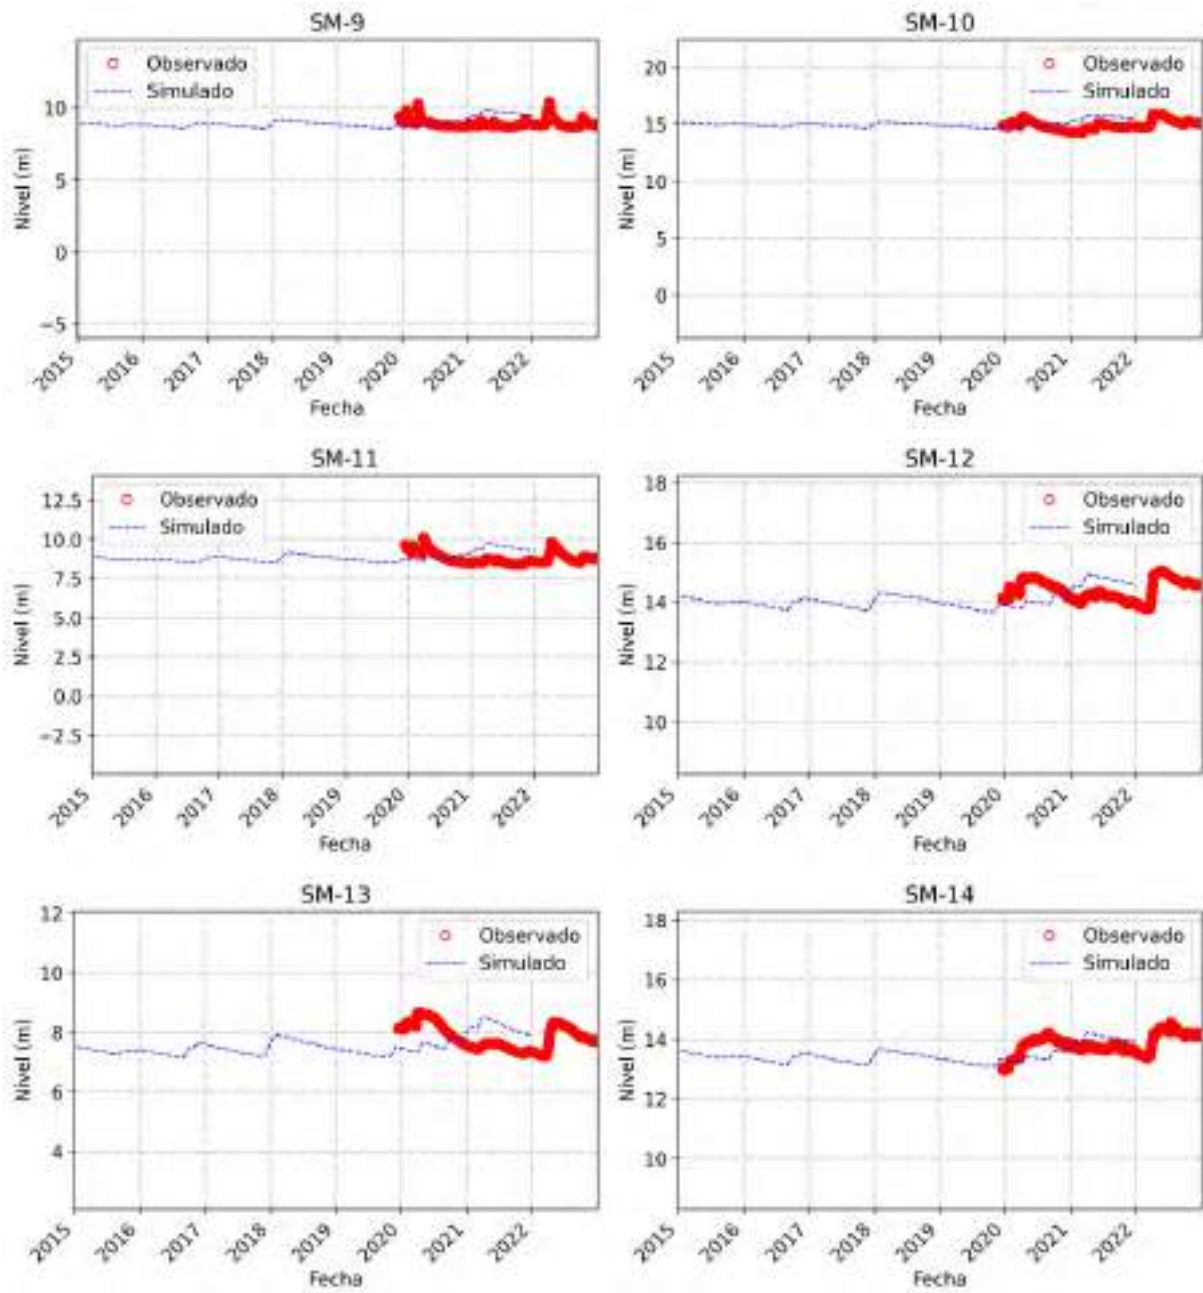 SM-9
Observado
Simulado
10
5
0
−5
Nivel (m)
2015 2016 2017 2018 2019 2020 2021 2022
Fecha
SM-10
Observado
Simulado
20
15
15
5
0
Nivel (m)
2015 2016 2017 2018 2019 2020 2021 2022
Fecha
SM-11
Observado
Simulado
12.5
10.0
7.5
5.0
2.5
0.0
−2.5
Nivel (m)
2015 2016 2017 2018 2019 2020 2021 2022
Fecha
SM-12
Observado
Simulado
18
16
14
12
10
Nivel (m)
2015 2016 2017 2018 2019 2020 2021 2022
Fecha
SM-13
Observado
Simulado
12
10
8
6
4
Nivel (m)
2015 2016 2017 2018 2019 2020 2021 2022
Fecha
SM-14
Observado
Simulado
18
16
14
12
10
Nivel (m)
2015 2016 2017 2018 2019 2020 2021 2022
Fecha